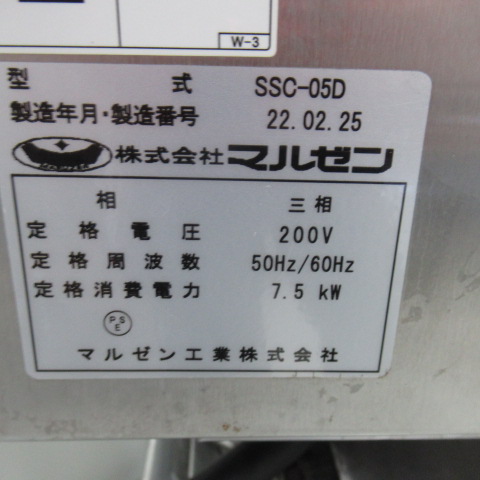 W-3
型 式 SSC-05D
製造年月・製造番号 22.02.25
株式会社マルゼン
相 三相
定格電圧 200V
定格周波数 50Hz/60Hz
定格消費電力 7.5 kW
PSE
マルゼン工業株式会社